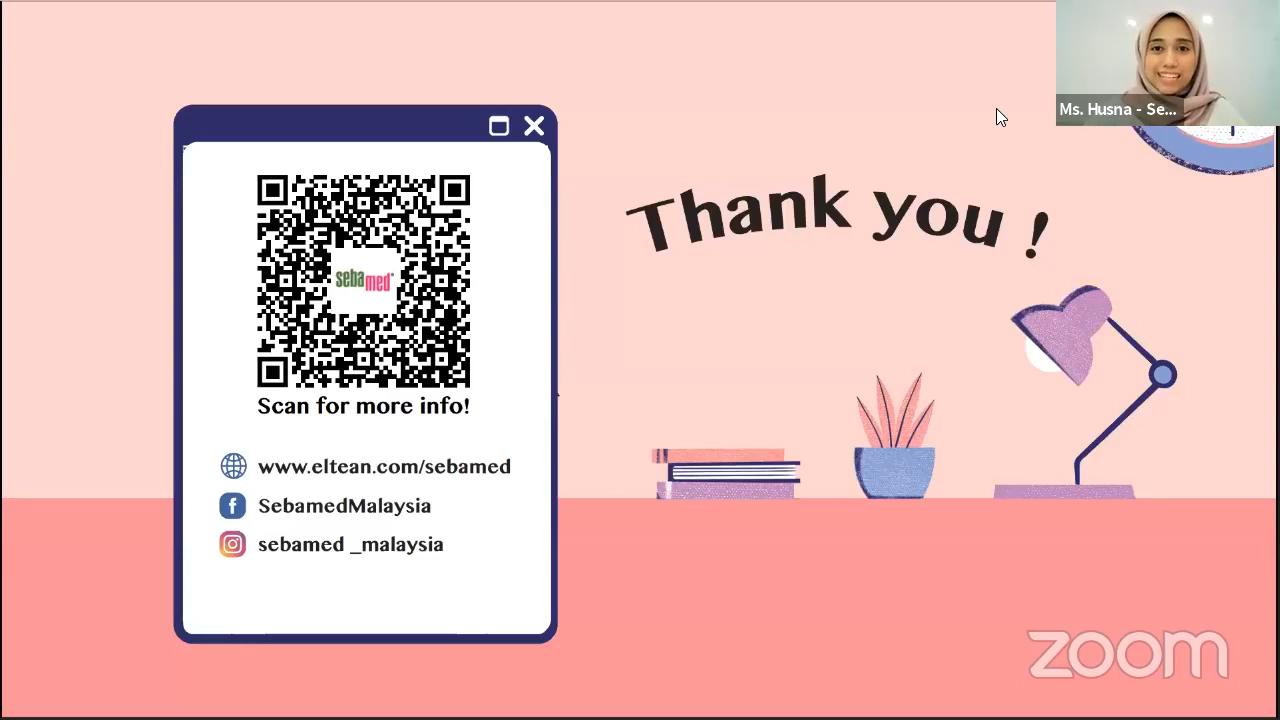 Ms. Husna - Se...
Thank you !
sebamed
Scan for more info!
www.eltean.com/sebamed
SebamedMalaysia
sebamed _malaysia
zoom